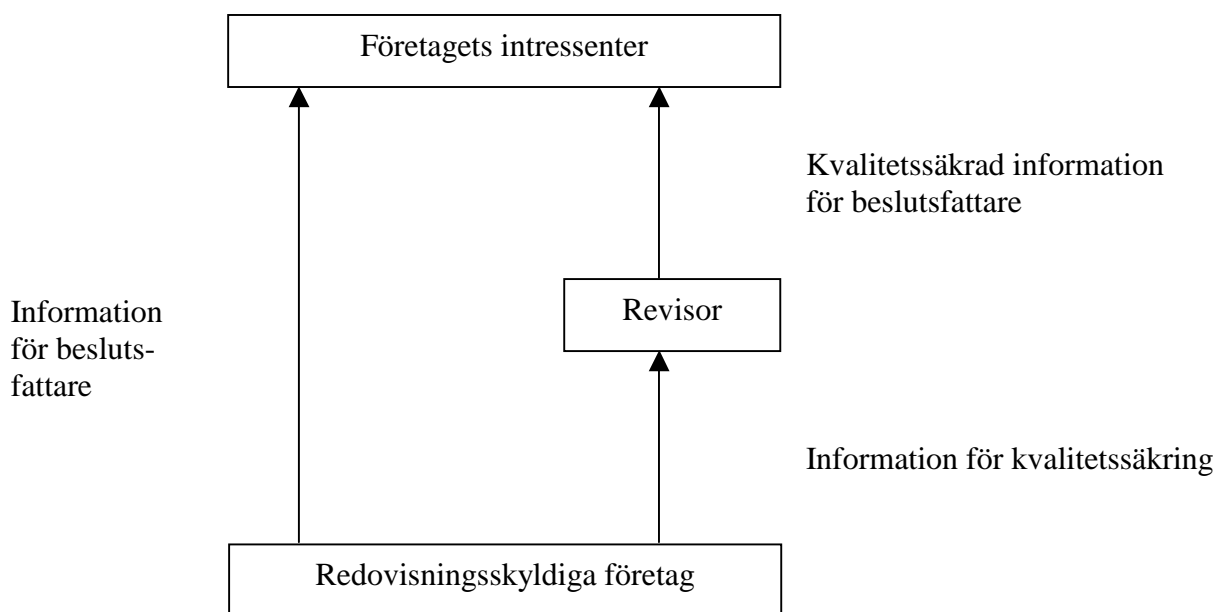 Företagets intressenter
Kvalitetssäkrad information
för beslutsfattare
Revisor
Information
för besluts-
fattare
Information för kvalitetssäkring
Redovisningsskyldiga företag